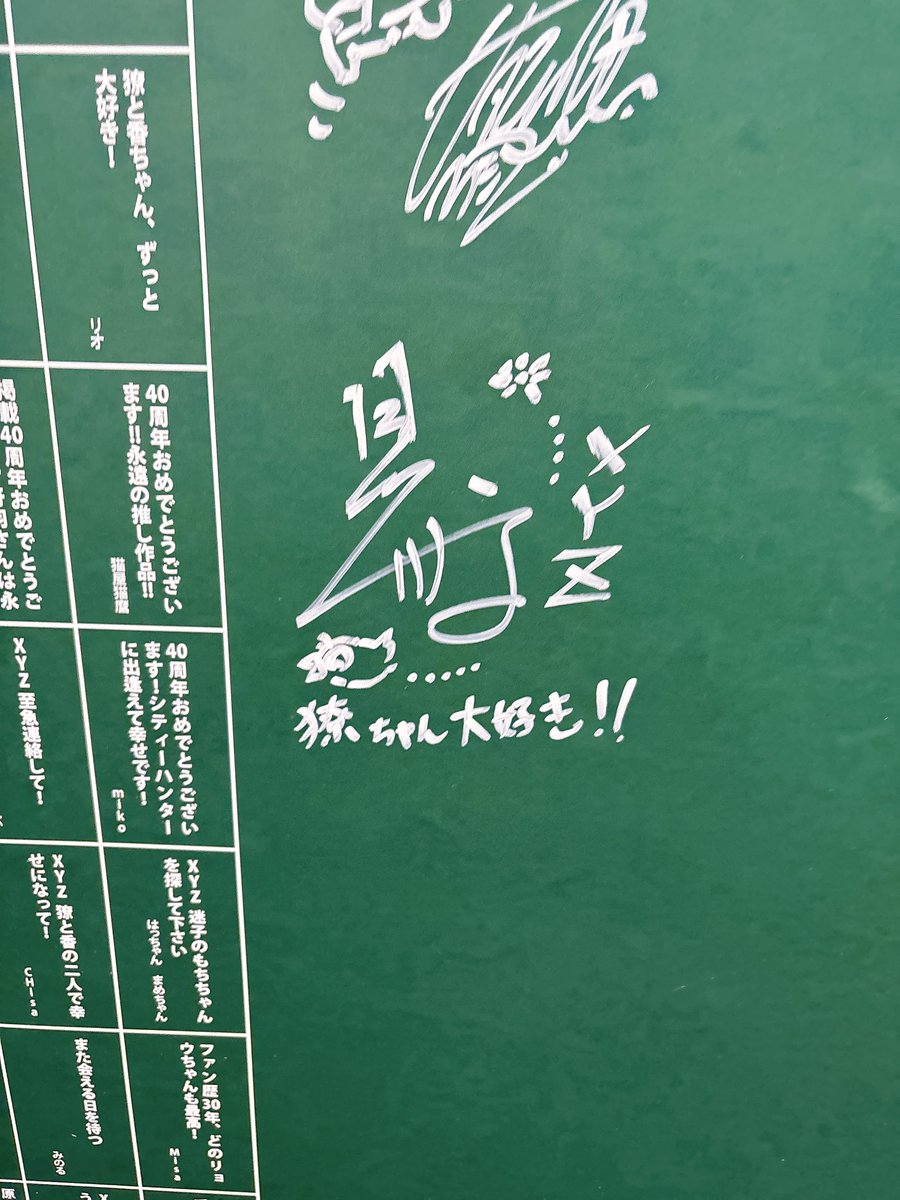 獠と香ちゃん、ずっと
大好きー
リオ
40周年おめでとうござい
ます!!永遠の推し作品!!
40周年おめでとうござい
ます！シティーハンター
に出逢えて幸せです！
miko
XYZ 迷子のもちちゃん
を探して下さい
はっちゃん まめちゃん
ファン歴30年、どのリョ
ウちゃんも最高！
Misa
掲載40周年おめでとうご
XYZ 至急連絡して！
XYZ 獠と香の二人で幸
せになって！
CHisa
また会える日を待つ
みのる
XYZ
獠ちゃん大好き!!